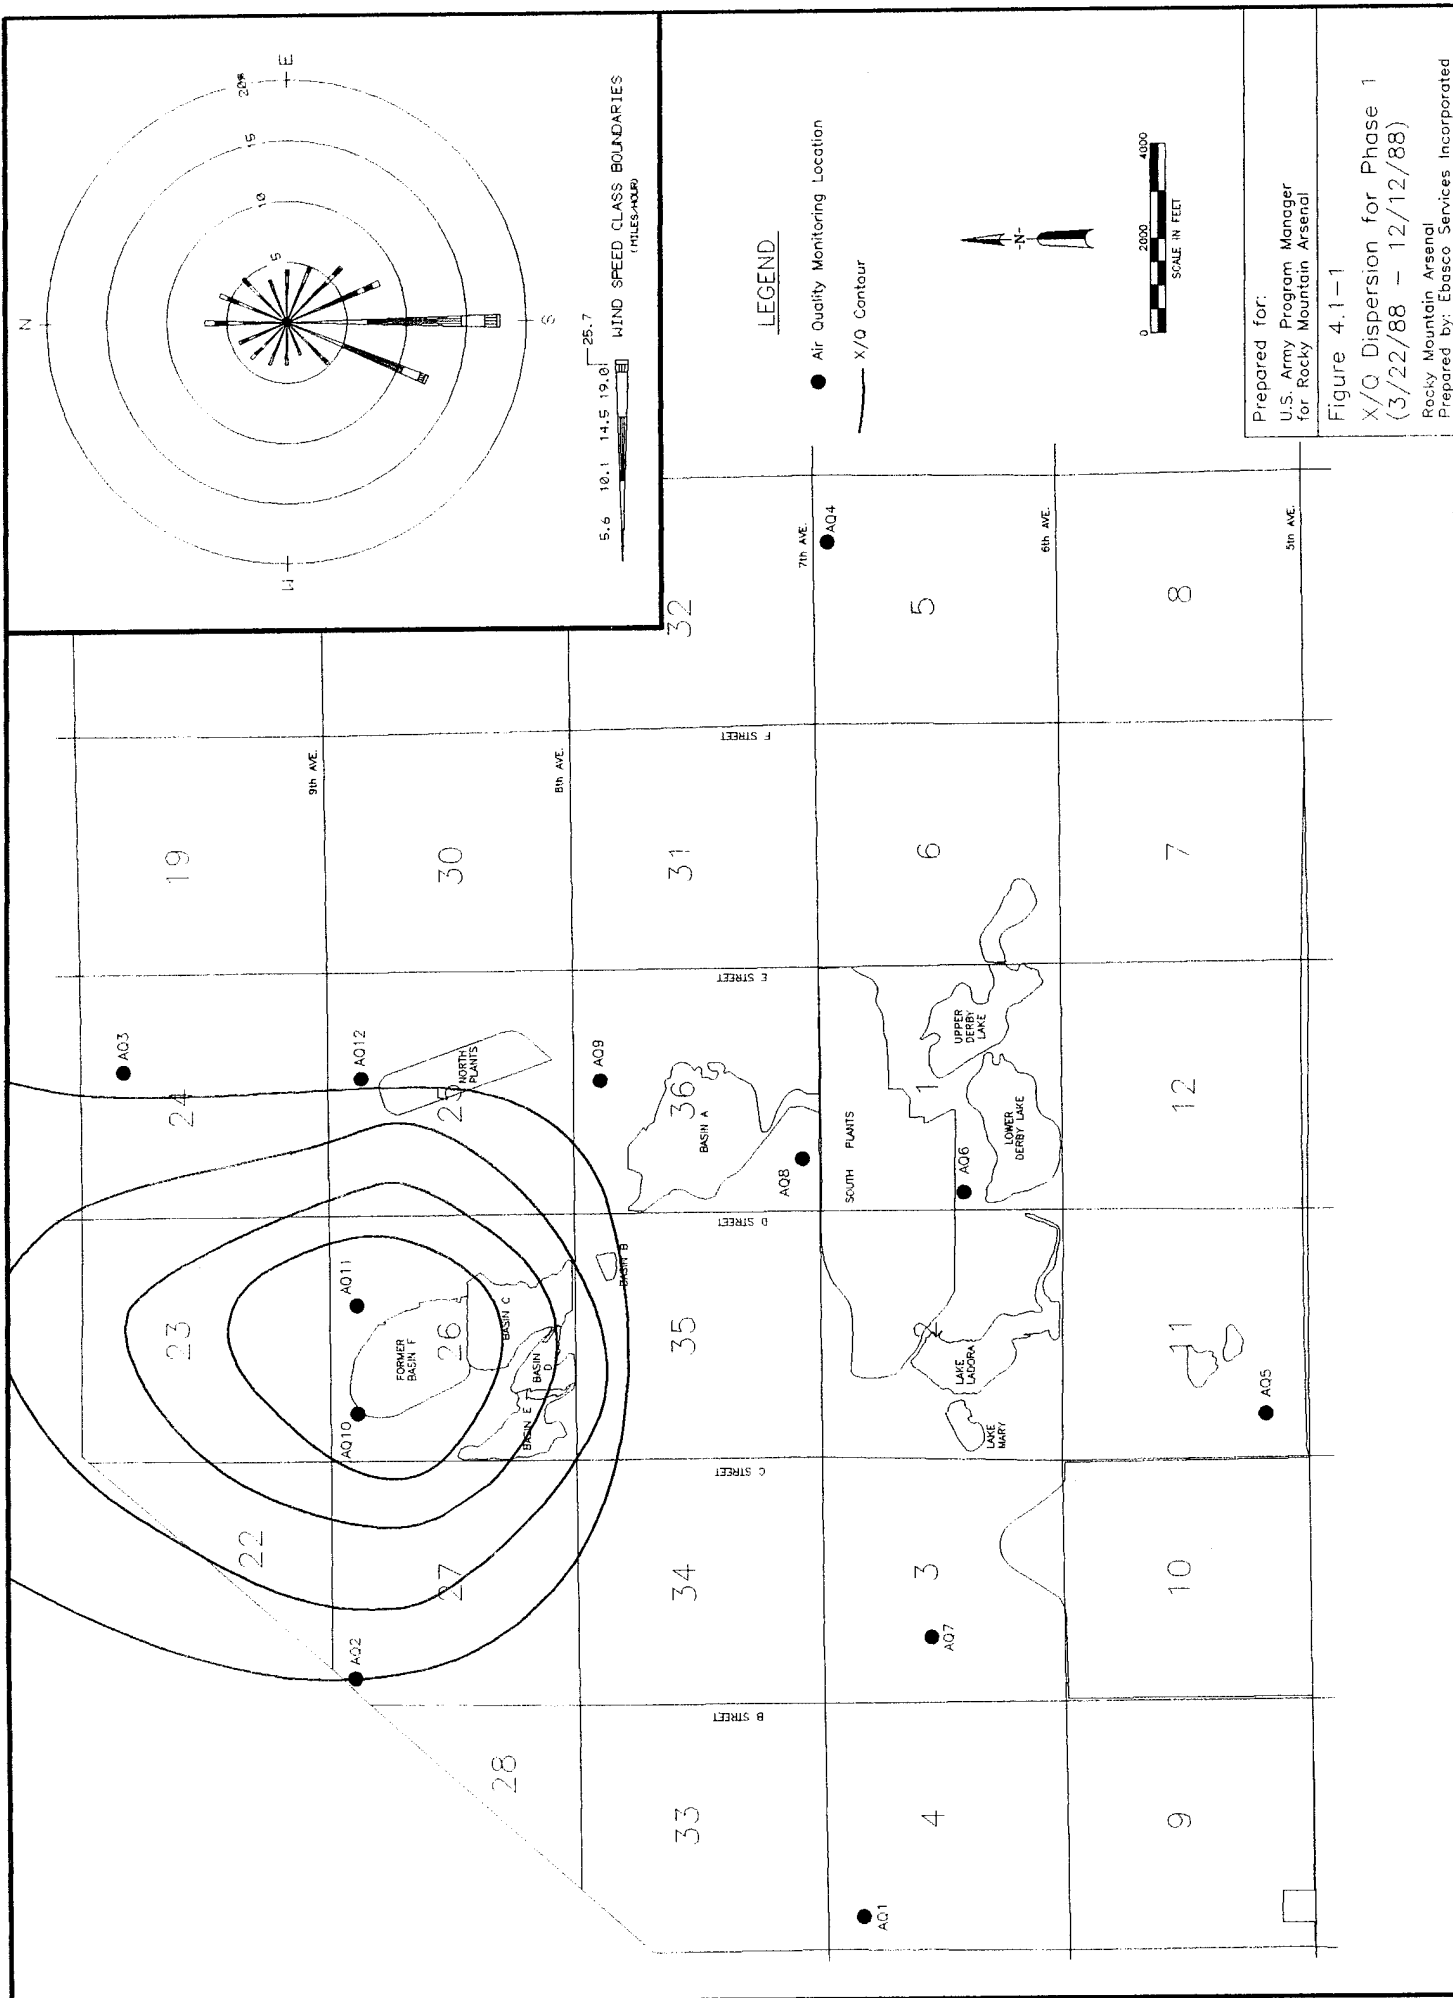 N
E
S
W
5
10
15
20%
5.6 10.1 14.5 19.0 25.7
WIND SPEED CLASS BOUNDARIES
(MILES/HOUR)
LEGEND
Air Quality Monitoring Location
X/Q Contour
-N-
0 2000 4000
SCALE IN FEET
9th AVE.
8th AVE.
7th AVE.
6th AVE.
5th AVE.
B STREET
C STREET
D STREET
E STREET
F STREET
22
23
24
19
28
27
26
25
30
33
34
35
36
31
32
4
3
2
1
6
5
9
10
11
12
7
8
AQ1
AQ2
AQ3
AQ4
AQ5
AQ6
AQ7
AQ8
AQ9
AQ10
AQ11
AQ12
FORMER
BASIN F
BASIN C
BASIN
D
BASIN E
BASIN B
NORTH
PLANTS
BASIN A
SOUTH PLANTS
UPPER
DERBY
LAKE
LOWER
DERBY LAKE
LAKE
LADORA
LAKE
MARY
Prepared for:
U.S. Army Program Manager
for Rocky Mountain Arsenal
Figure 4.1-1
X/Q Dispersion for Phase 1
(3/22/88 - 12/12/88)
Rocky Mountain Arsenal
Prepared by: Ebasco Services Incorporated